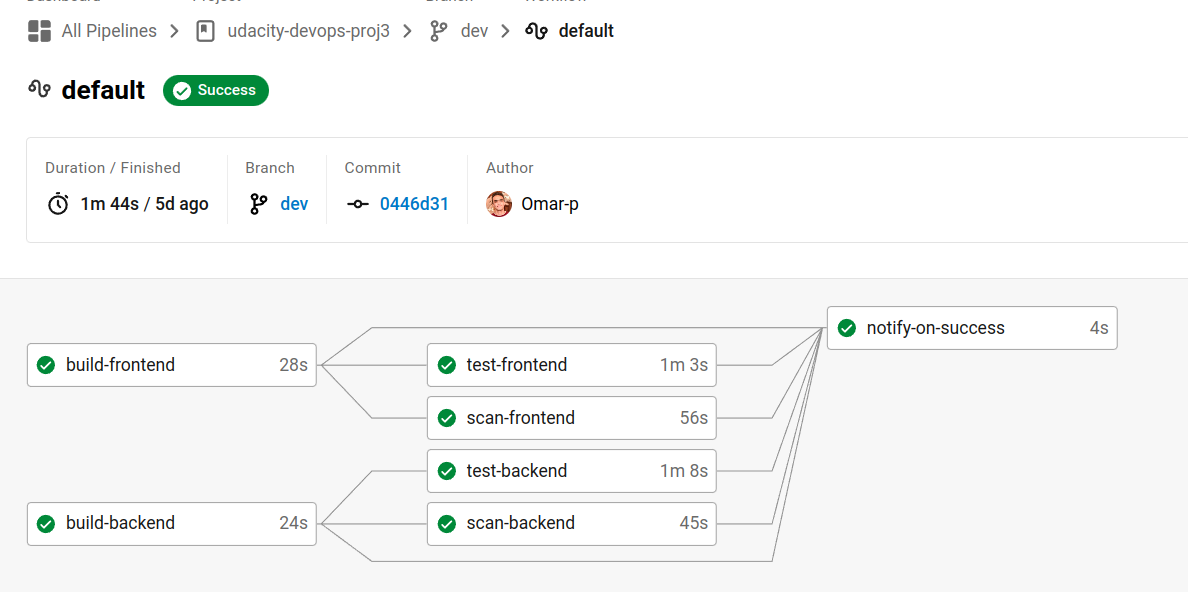 All Pipelines udacity-devops-proj3 dev default
default Success
Duration / Finished Branch Commit Author
1m 44s / 5d ago dev 0446d31 Omar-p
notify-on-success 4s
build-frontend 28s test-frontend 1m 3s
scan-frontend 56s
test-backend 1m 8s
build-backend 24s scan-backend 45s